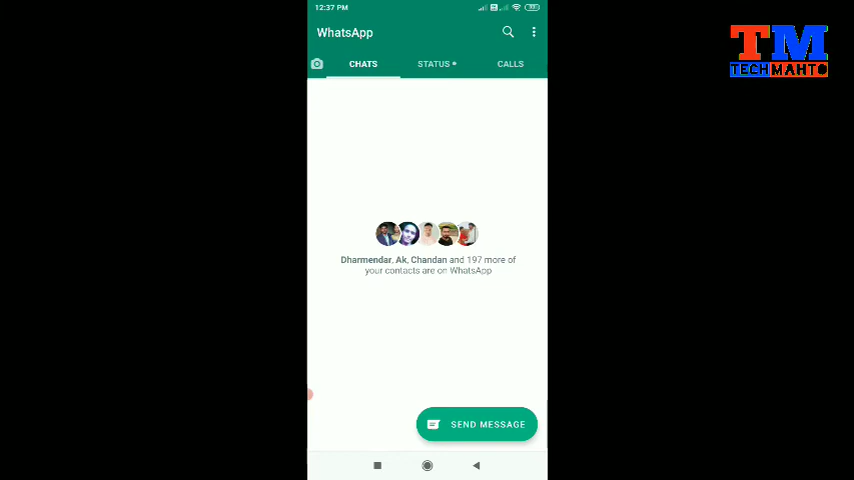 12:37 PM
WhatsApp
CHATS
STATUS
CALLS
Dharmendar, Ak, Chandan and 197 more of
your contacts are on WhatsApp
SEND MESSAGE
TM
TECHMAHTO